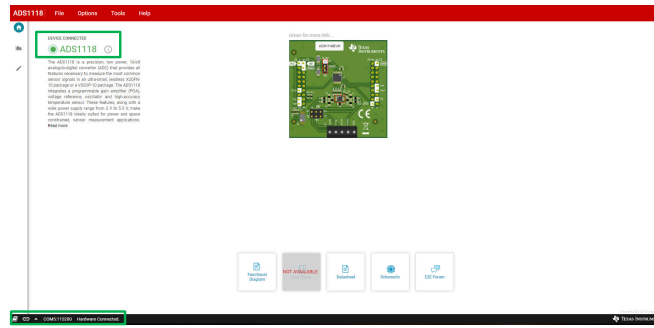 ADS1118 File Options Tools Help
DEVICE CONNECTED
ADS1118
The ADS1118 is a precision, low power, 16-bit
analog-to-digital converter (ADC) that provides all
features necessary to measure the most common
sensor signals in an ultra-small, leadless X2QFN-
10 package or a VSSOP-10 package. The ADS1118
integrates a programmable gain amplifier (PGA),
voltage reference, oscillator and high-accuracy
temperature sensor. These features, along with a
wide power supply range from 2 V to 5.5 V, make
the ADS1118 ideally suited for power and space
constrained, sensor measurement applications.
Read more
Hover for more info...
ADS1118EVM
TEXAS INSTRUMENTS
CE
Functional Diagram
NOT AVAILABLE
Datasheet
Schematic
E2E Forum
COM5:115200 Hardware Connected.
TEXAS INSTRUM